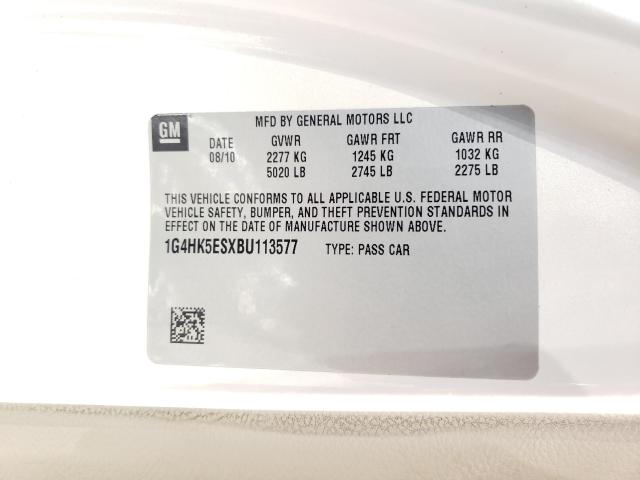 GM
MFD BY GENERAL MOTORS LLC
DATE GVWR GAWR FRT GAWR RR
08/10 2277 KG 1245 KG 1032 KG
5020 LB 2745 LB 2275 LB
THIS VEHICLE CONFORMS TO ALL APPLICABLE U.S. FEDERAL MOTOR
VEHICLE SAFETY, BUMPER, AND THEFT PREVENTION STANDARDS IN
EFFECT ON THE DATE OF MANUFACTURE SHOWN ABOVE.
1G4HK5ESXBU113577 TYPE: PASS CAR